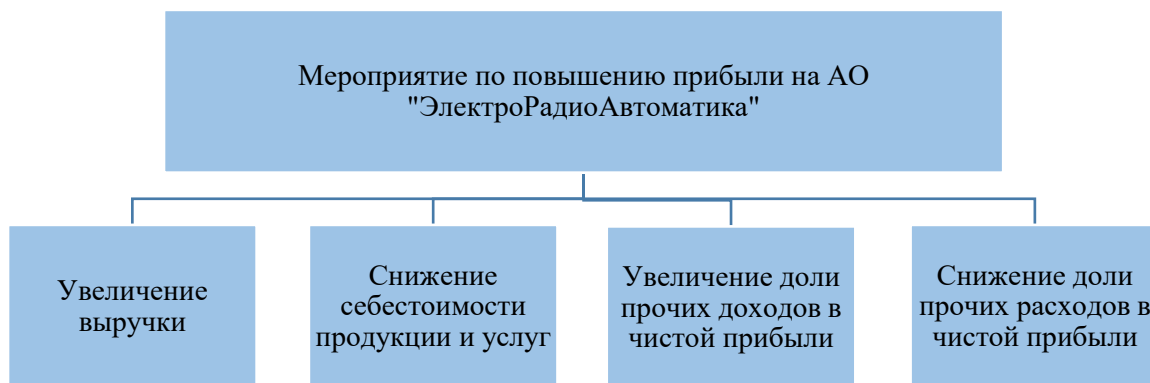 Мероприятие по повышению прибыли на АО
"ЭлектроРадиоАвтоматика"
Увеличение
выручки
Снижение
себестоимости
продукции и услуг
Увеличение доли
прочих доходов в
чистой прибыли
Снижение доли
прочих расходов в
чистой прибыли